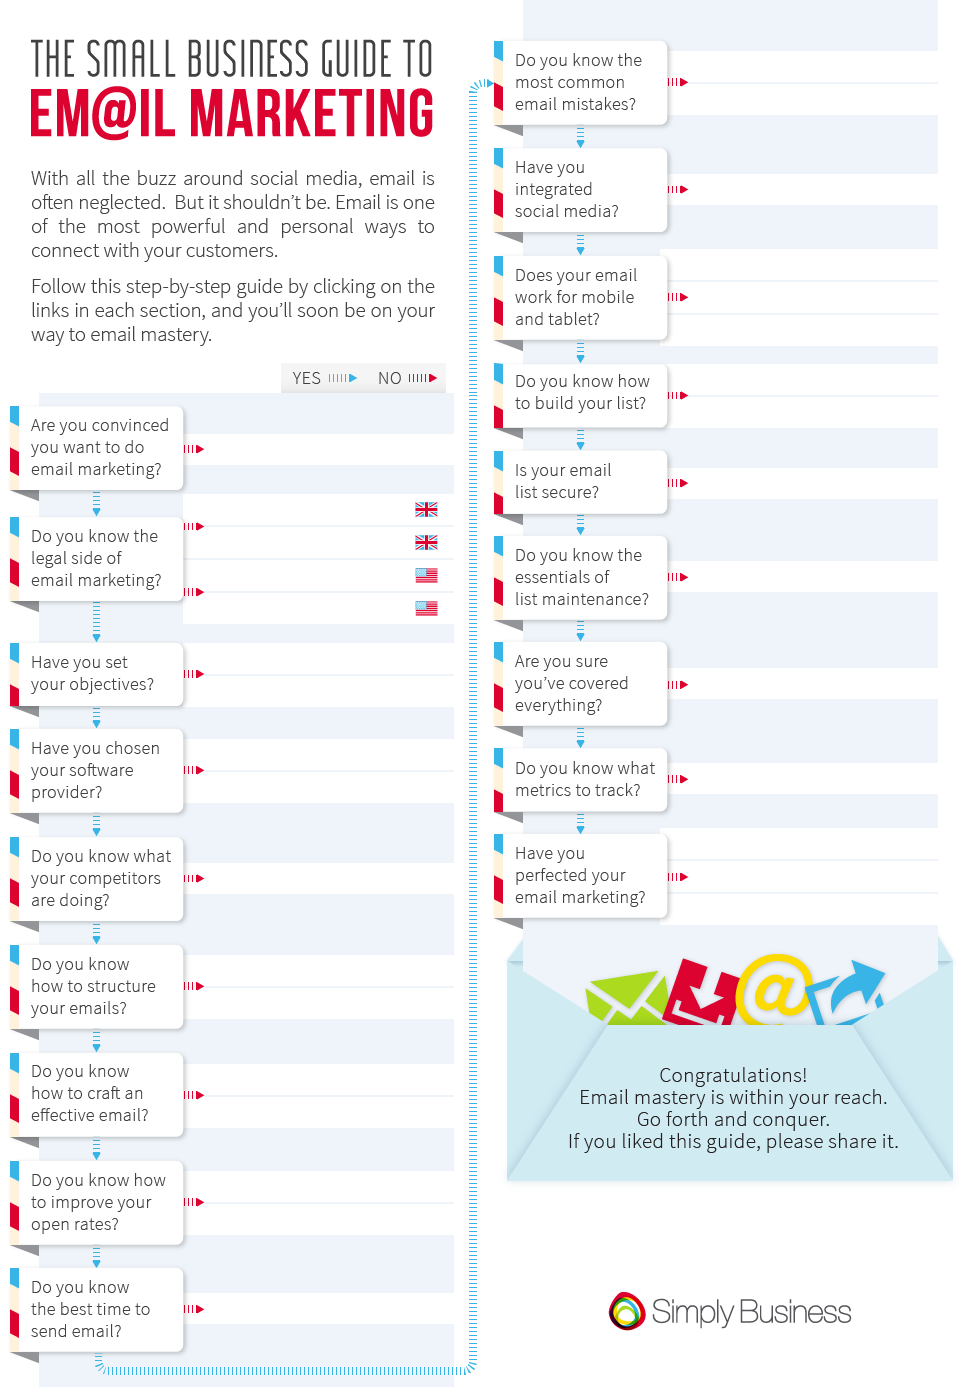 THE SMALL BUSINESS GUIDE TO
EM@IL MARKETING
With all the buzz around social media, email is
often neglected. But it shouldn't be. Email is one
of the most powerful and personal ways to
connect with your customers.
Follow this step-by-step guide by clicking on the
links in each section, and you'll soon be on your
way to email mastery.
YES NO
Are you convinced
you want to do
email marketing?
Do you know the
legal side of
email marketing?
Have you set
your objectives?
Have you chosen
your software
provider?
Do you know what
your competitors
are doing?
Do you know
how to structure
your emails?
Do you know
how to craft an
effective email?
Do you know how
to improve your
open rates?
Do you know
the best time to
send email?
Do you know the
most common
email mistakes?
Have you
integrated
social media?
Does your email
work for mobile
and tablet?
Do you know how
to build your list?
Is your email
list secure?
Do you know the
essentials of
list maintenance?
Are you sure
you've covered
everything?
Do you know what
metrics to track?
Have you
perfected your
email marketing?
@
Congratulations!
Email mastery is within your reach.
Go forth and conquer.
If you liked this guide, please share it.
Simply Business